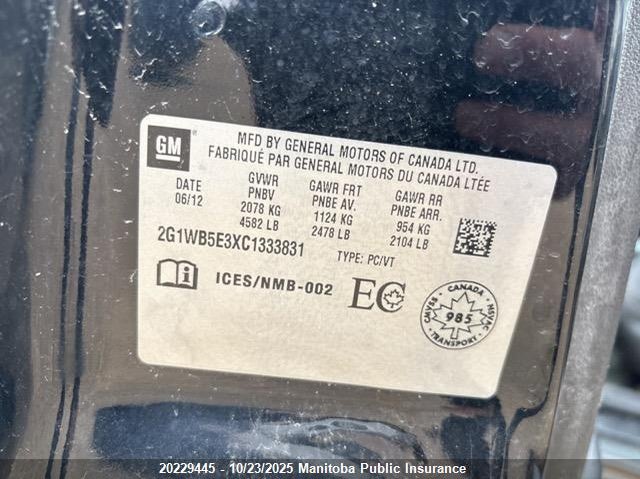 GM
MFD BY GENERAL MOTORS OF CANADA LTD.
FABRIQUÉ PAR GENERAL MOTORS DU CANADA LTÉE
DATE GVWR GAWR FRT GAWR RR
06/12 PNBV PNBE AV. PNBE ARR.
2078 KG 1124 KG 954 KG
4582 LB 2478 LB 2104 LB
2G1WB5E3XC1333831 TYPE: PC/VT
i ICES/NMB-002 EC
CANADA
CMVSS 985 NSVAC
TRANSPORT
20229445 - 10/23/2025 Manitoba Public Insurance